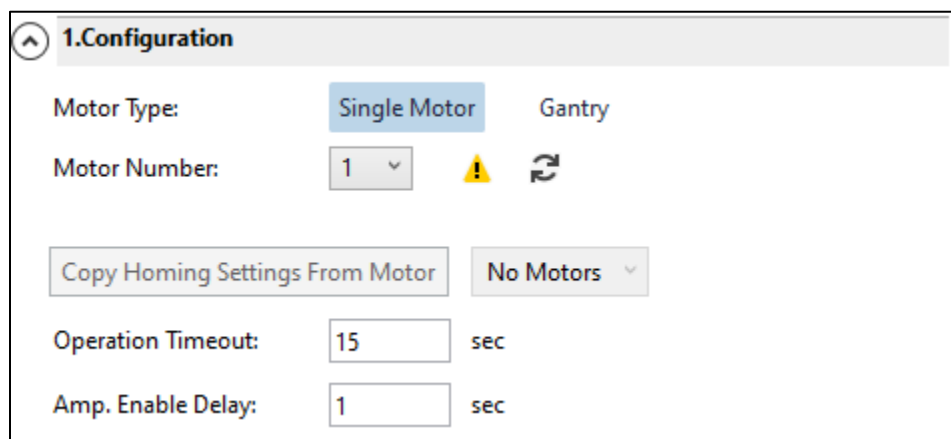 1.Configuration
Motor Type: Single Motor Gantry
Motor Number: 1
Copy Homing Settings From Motor No Motors
Operation Timeout: 15 sec
Amp. Enable Delay: 1 sec